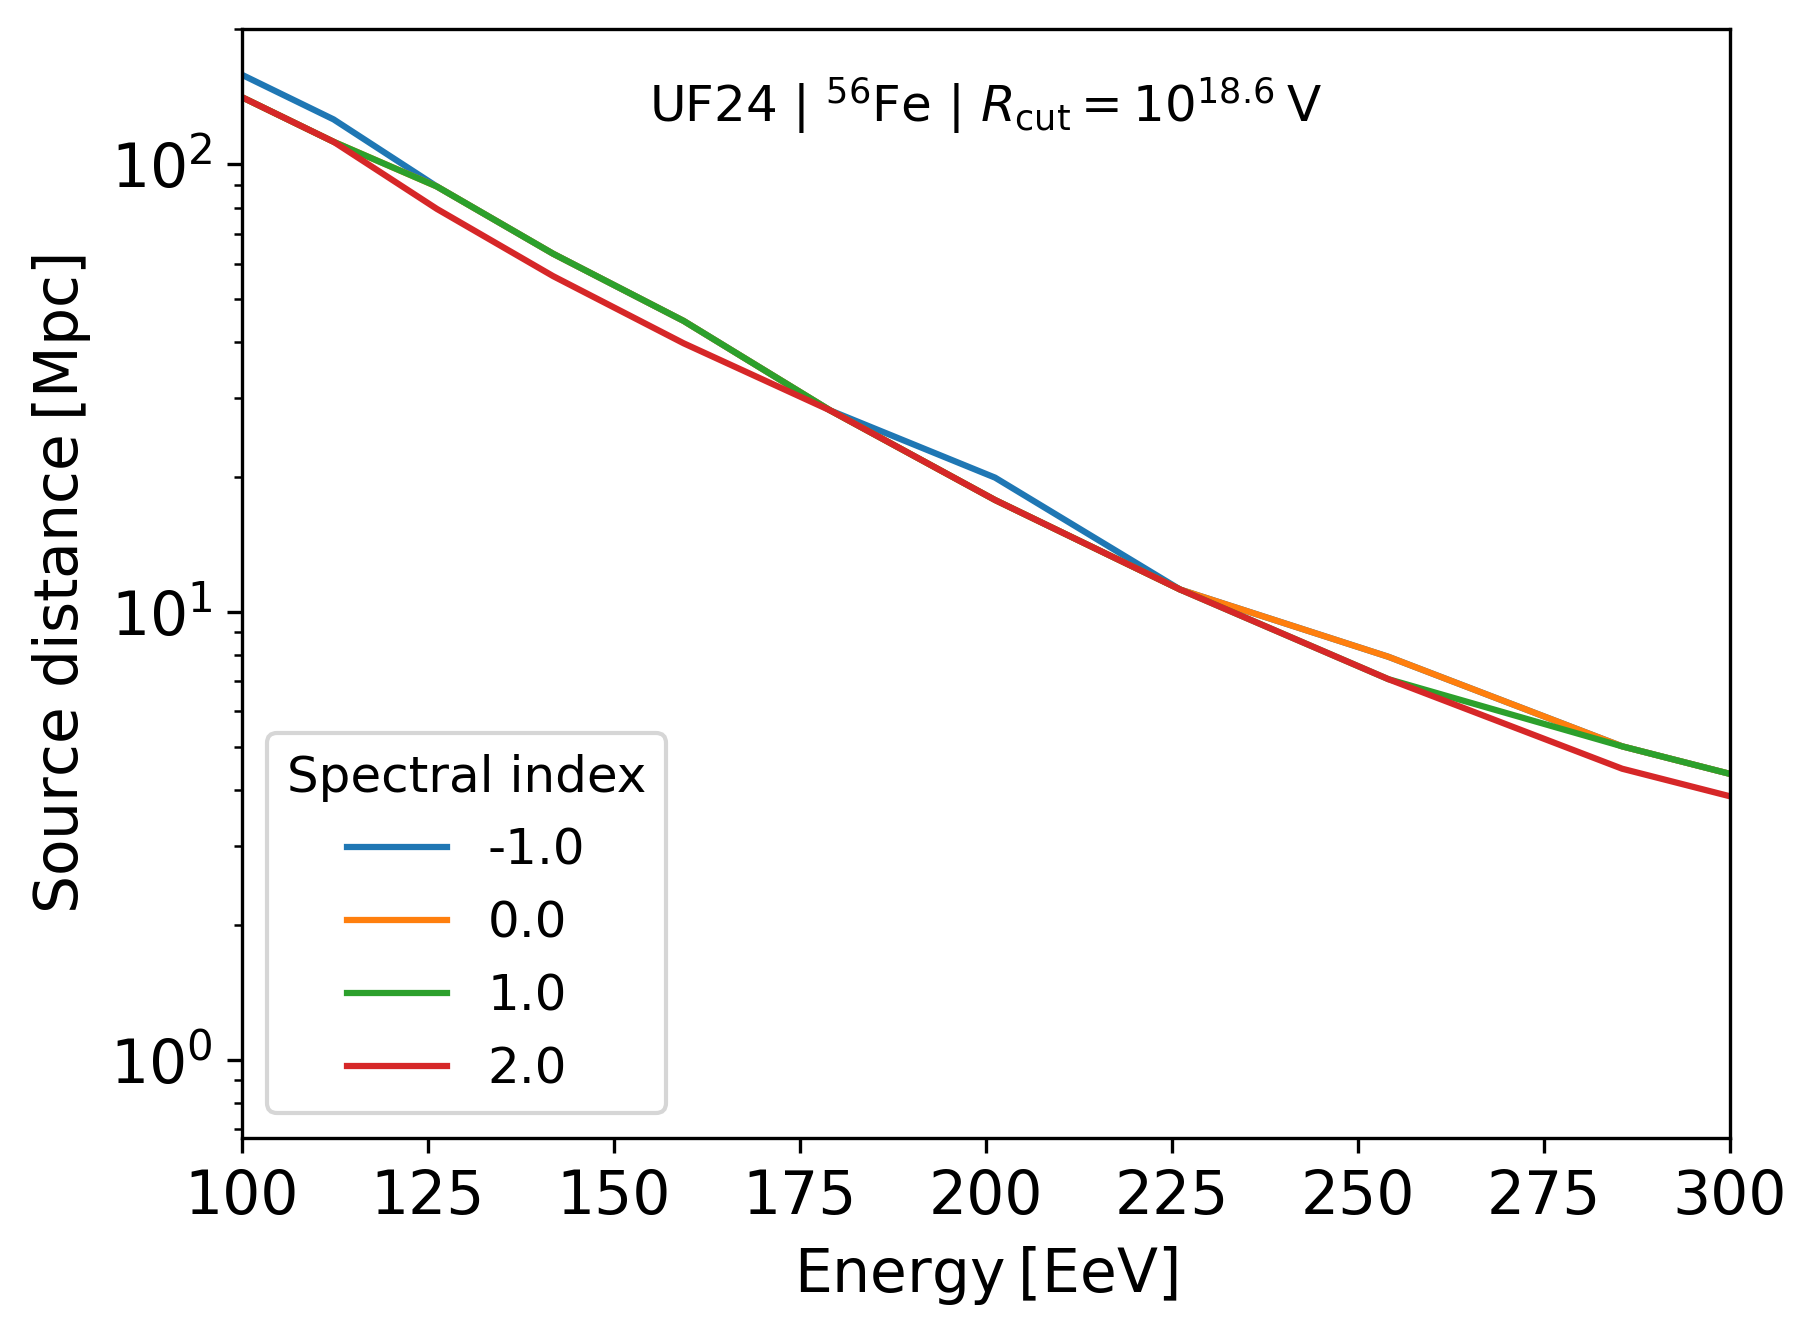 UF24 | ⁵⁶Fe | R_cut = 10^18.6 V
Source distance [Mpc]
10²
10¹
10⁰
Spectral index
-1.0
0.0
1.0
2.0
100 125 150 175 200 225 250 275 300
Energy [EeV]